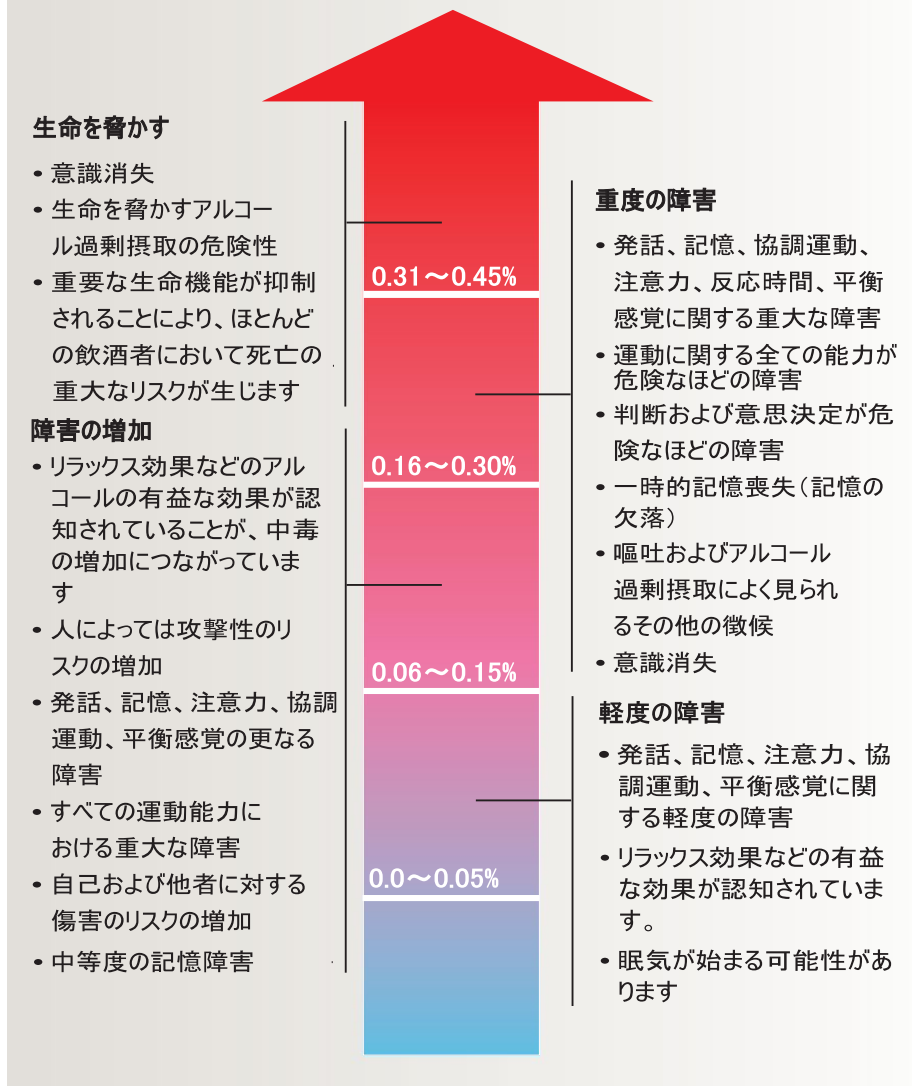 生命を脅かす
• 意識消失
• 生命を脅かすアルコー
ル過剰摂取の危険性
• 重要な生命機能が抑制
されることにより、ほとんど
の飲酒者において死亡の
重大なリスクが生じます
0.31～0.45%
重度の障害
• 発話、記憶、協調運動、
注意力、反応時間、平衡
感覚に関する重大な障害
• 運動に関する全ての能力が
危険なほどの障害
• 判断および意思決定が危
険なほどの障害
• 一時的記憶喪失（記憶の
欠落）
• 嘔吐およびアルコール
過剰摂取によく見られ
るその他の徴候
• 意識消失
0.16～0.30%
障害の増加
• リラックス効果などのアル
コールの有益な効果が認
知されていることが、中毒
の増加につながっていま
す
• 人によっては攻撃性のリ
スクの増加
• 発話、記憶、注意力、協調
運動、平衡感覚の更なる
障害
• すべての運動能力に
おける重大な障害
• 自己および他者に対する
傷害のリスクの増加
• 中等度の記憶障害
0.06～0.15%
軽度の障害
• 発話、記憶、注意力、協
調運動、平衡感覚に関
する軽度の障害
• リラックス効果などの有益
な効果が認知されていま
す。
• 眠気が始まる可能性があ
ります
0.0～0.05%